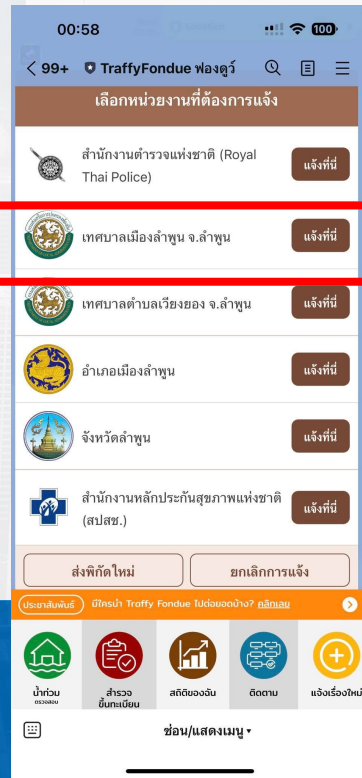 00:58
100
99+ TraffyFondue ฟองดูว์
เลือกหน่วยงานที่ต้องการแจ้ง
สำนักงานตำรวจแห่งชาติ (Royal
Thai Police)
แจ้งที่นี่
เทศบาลเมืองลำพูน จ.ลำพูน
แจ้งที่นี่
เทศบาลตำบลเวียงยอง จ.ลำพูน
แจ้งที่นี่
อำเภอเมืองลำพูน
แจ้งที่นี่
จังหวัดลำพูน
แจ้งที่นี่
สำนักงานหลักประกันสุขภาพแห่งชาติ
(สปสช.)
แจ้งที่นี่
ส่งพิกัดใหม่ ยกเลิกการแจ้ง
ประชาสัมพันธ์ มีใครนำ Traffy Fondue ไปต่อยอดบ้าง? คลิกเลย
น้ำท่วม
ตรวจสอบ
สำรวจ
ขึ้นทะเบียน
สถิติของฉัน
ติดตาม
แจ้งเรื่องใหม่
ซ่อน/แสดงเมนู